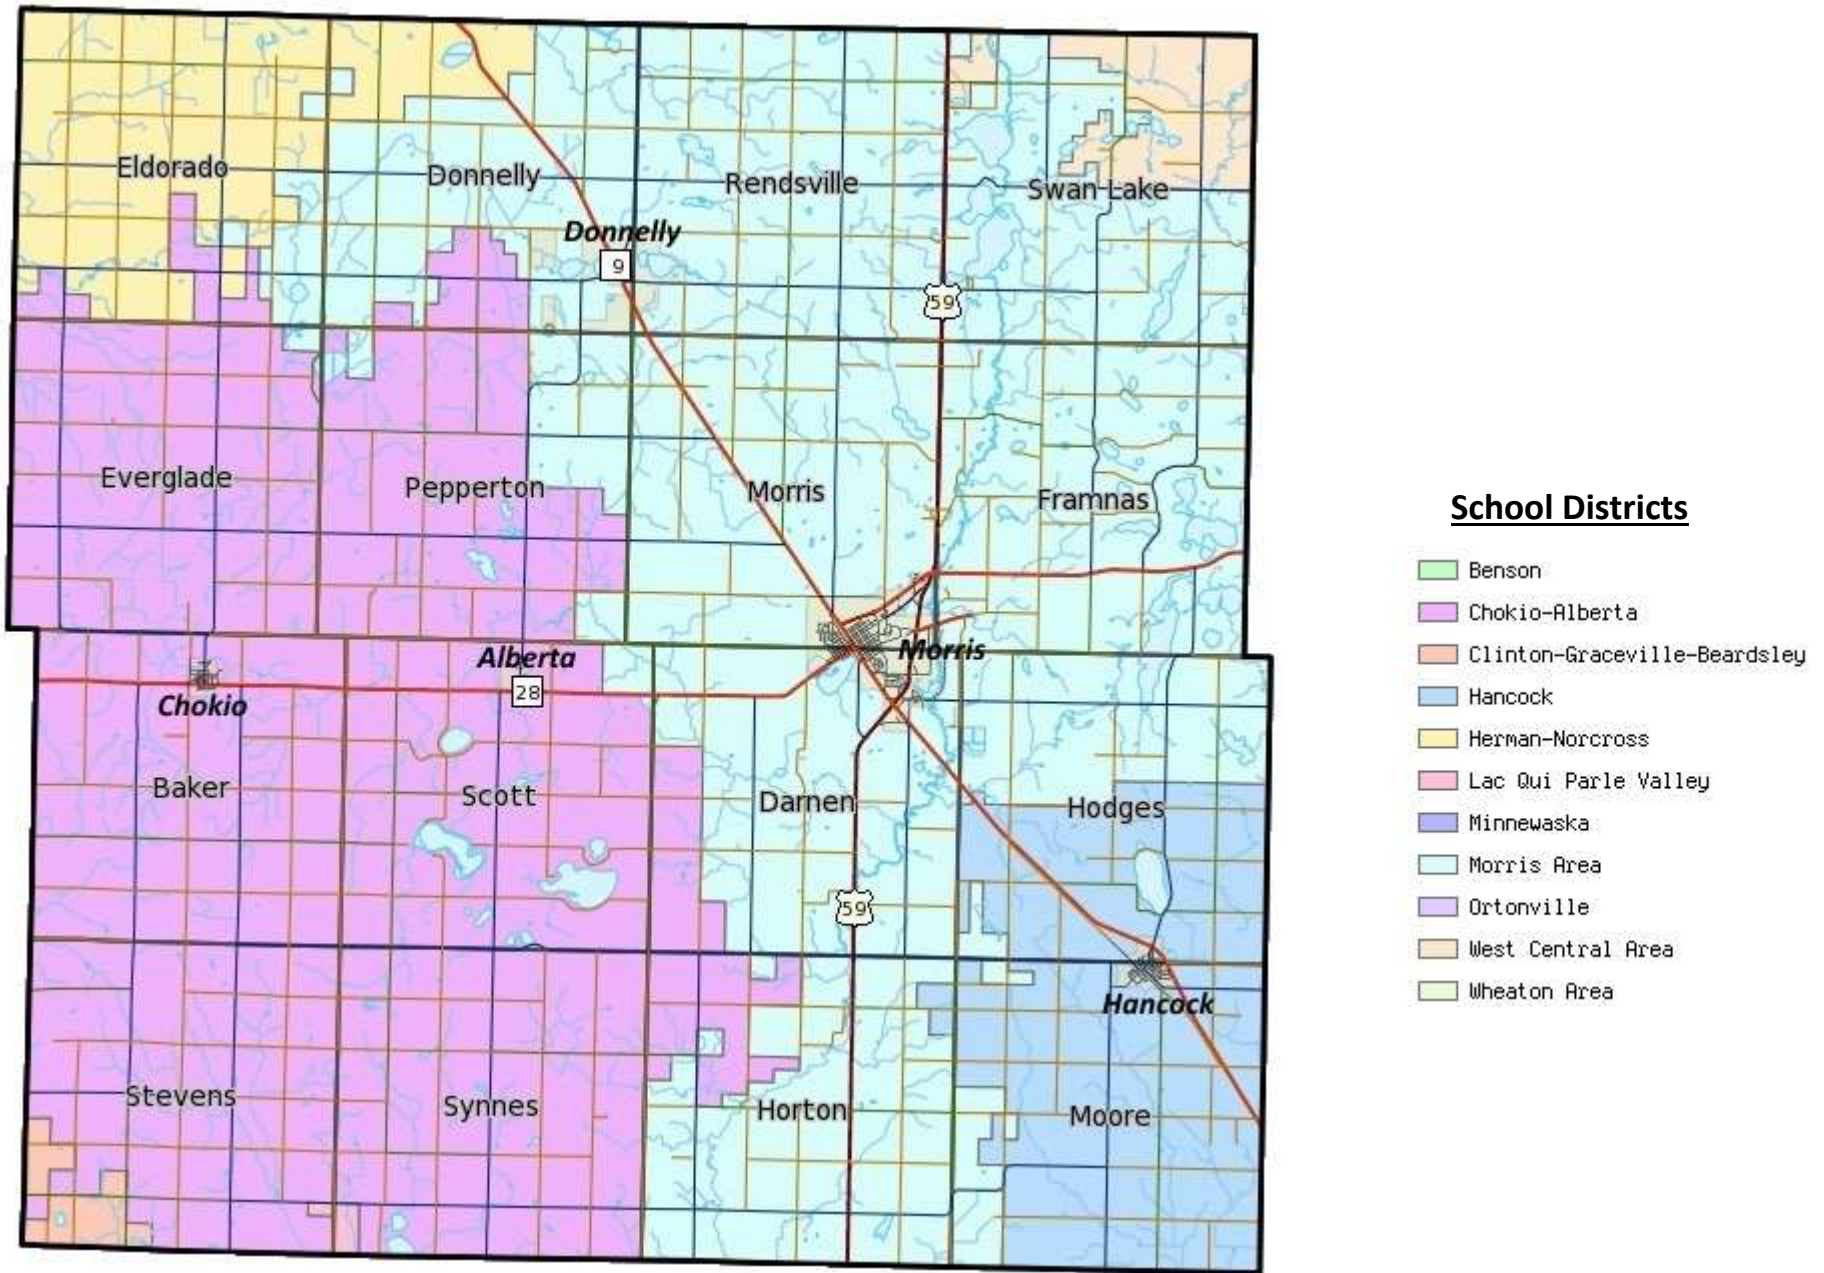 Eldorado
Donnelly
Rendsville
Swan Lake
Donnelly
9
59
Everglade
Pepperton
Morris
Framnas
Alberta
Morris
28
Chokio
Baker
Scott
Darnen
Hodges
59
Hancock
Stevens
Synnes
Horton
Moore
School Districts
Benson
Chokio-Alberta
Clinton-Graceville-Beardsley
Hancock
Herman-Norcross
Lac Qui Parle Valley
Minnewaska
Morris Area
Ortonville
West Central Area
Wheaton Area